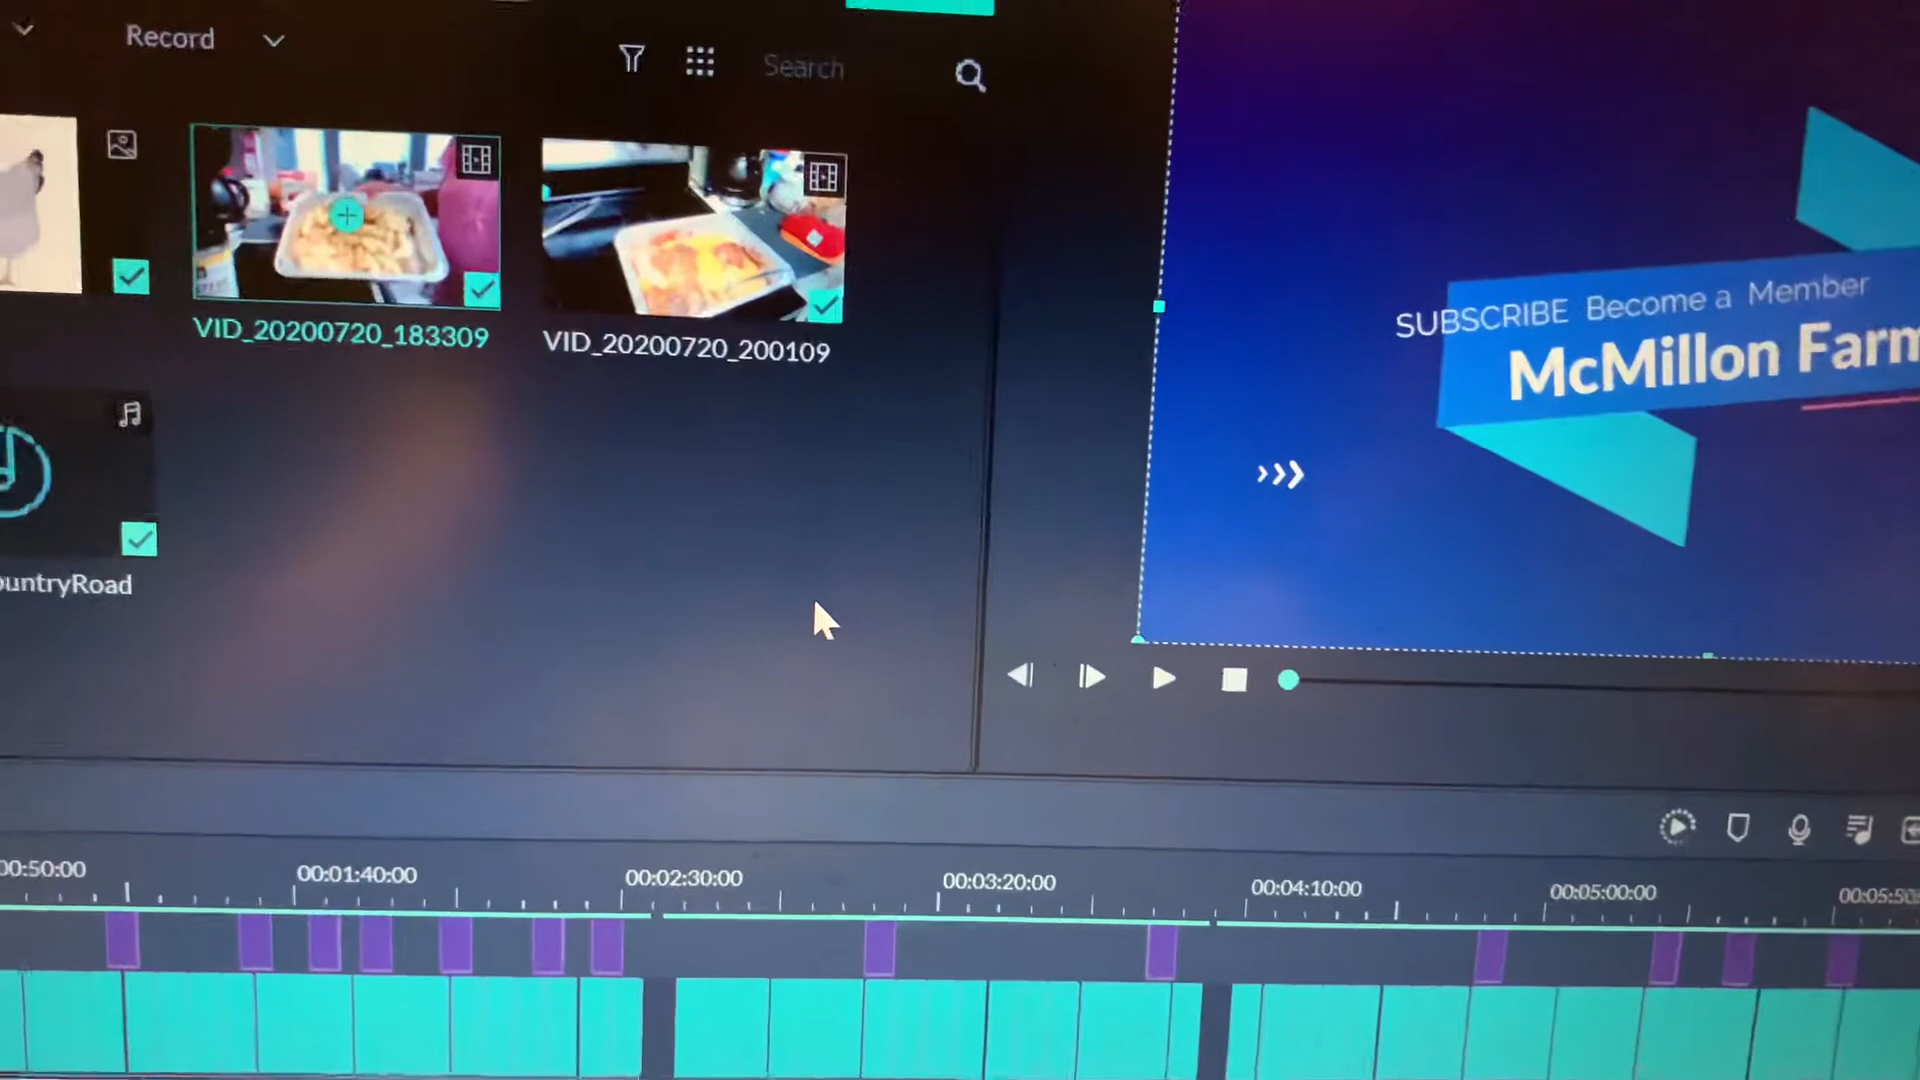 Record
Search
VID_20200720_183309
VID_20200720_200109
ountryRoad
SUBSCRIBE Become a Member
McMillon Farm
00:50:00
00:01:40:00
00:02:30:00
00:03:20:00
00:04:10:00
00:05:00:00
00:05:50